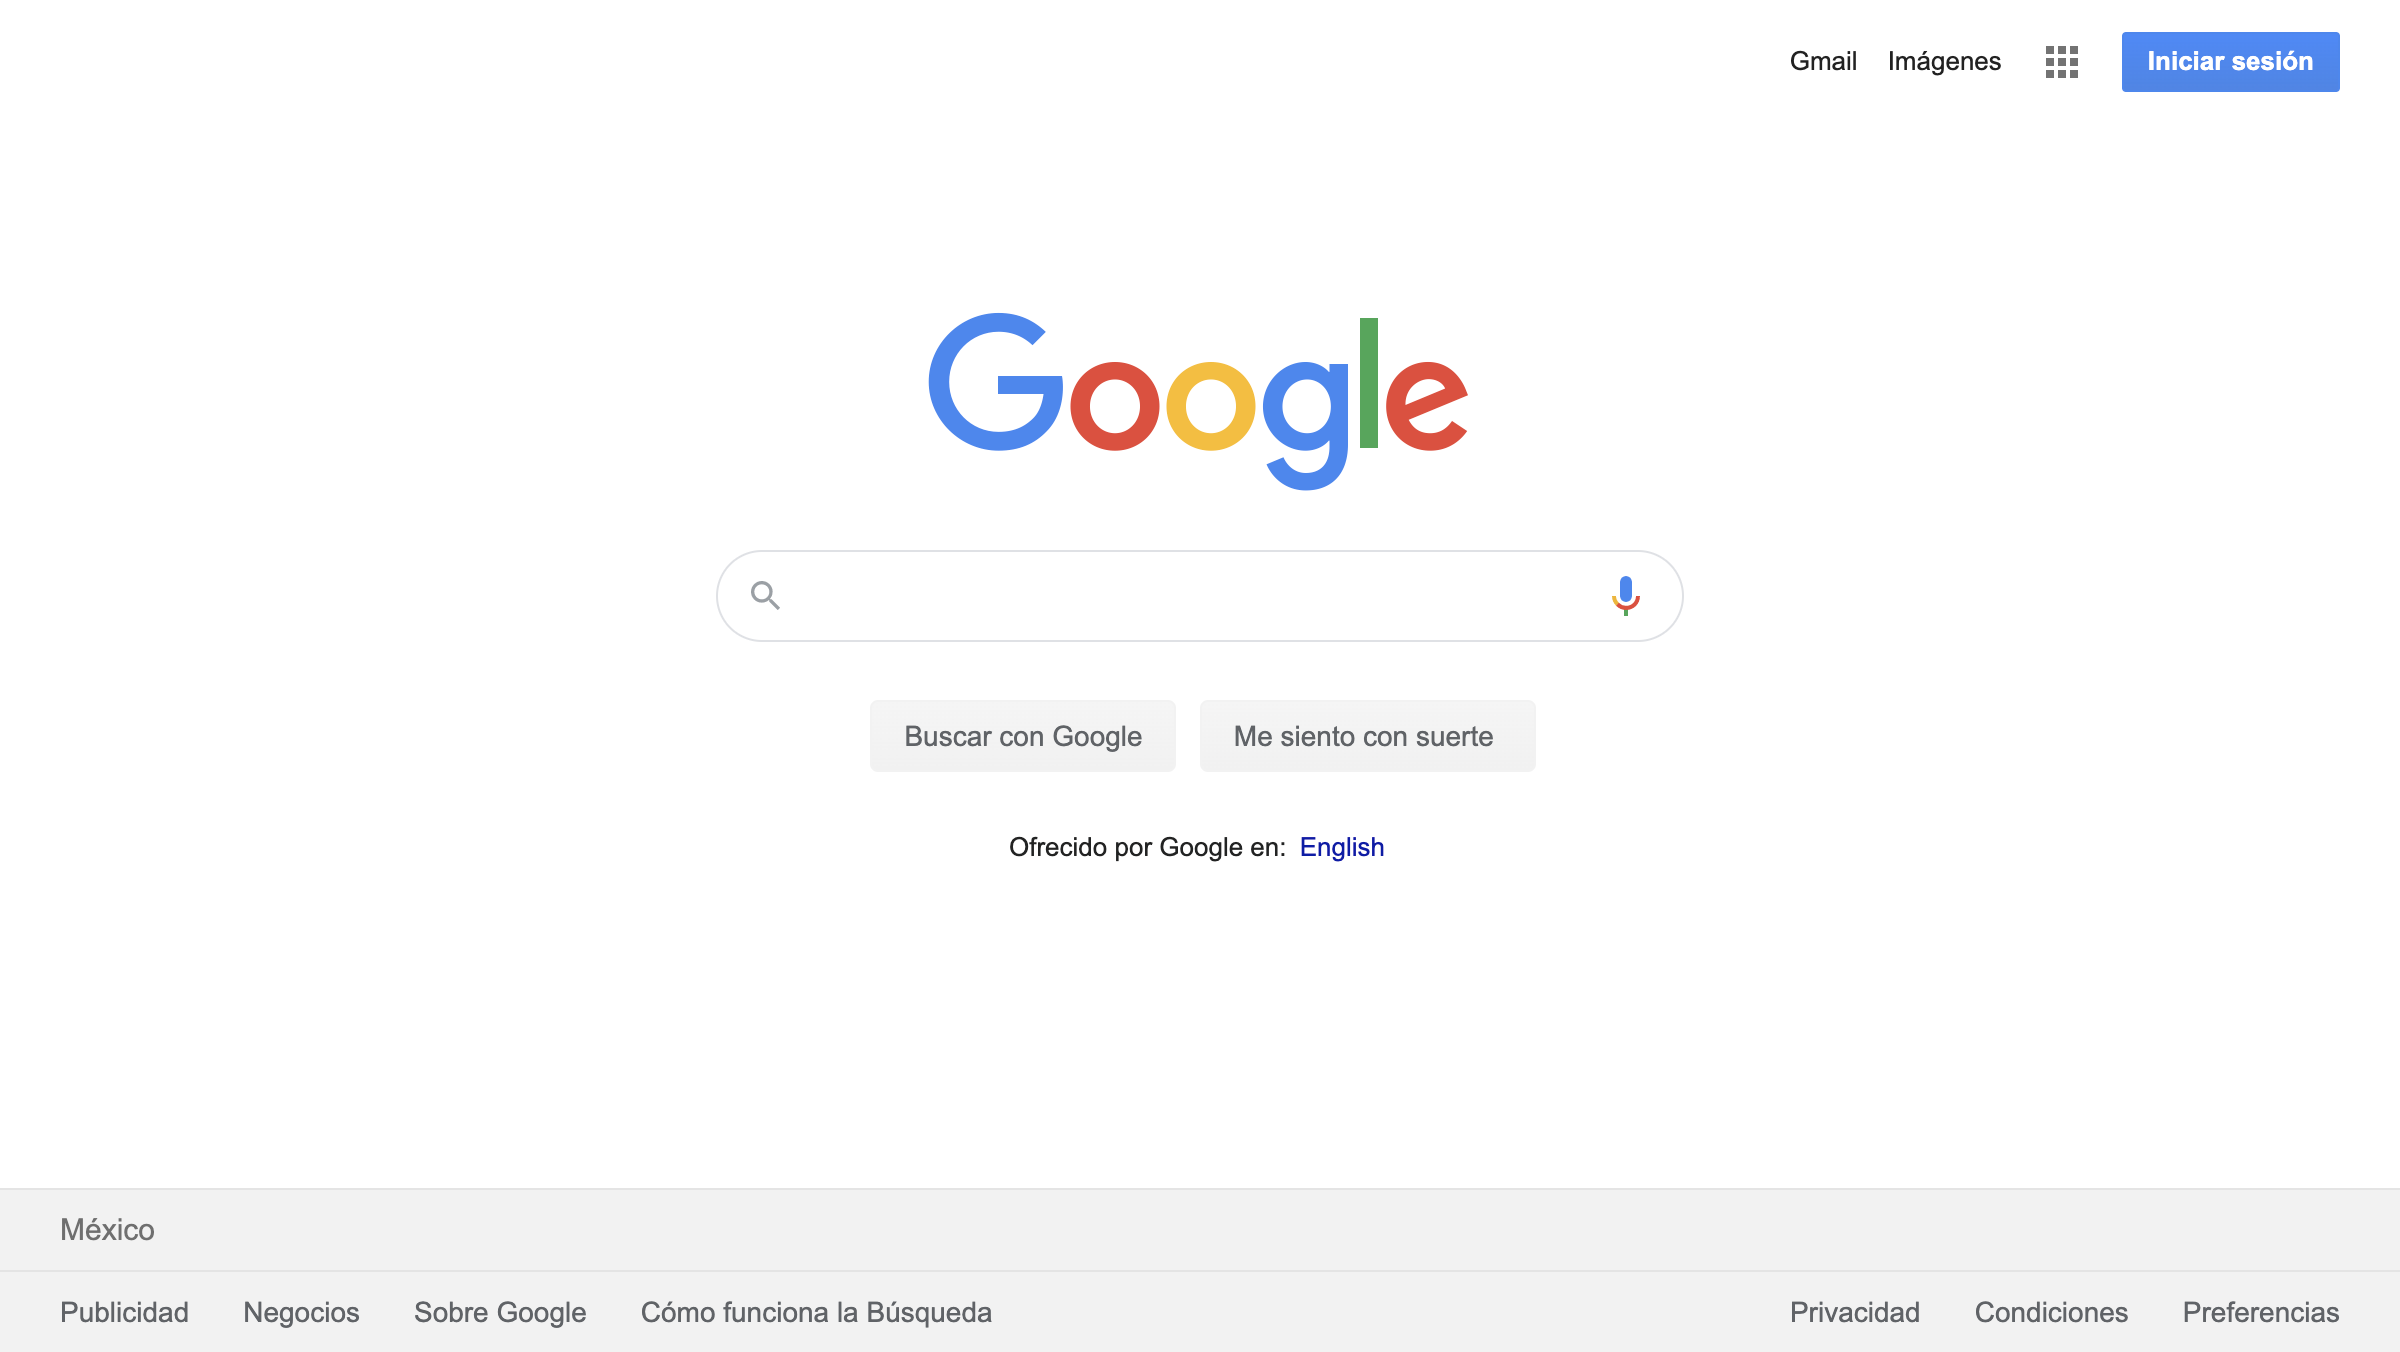 Gmail Imágenes Iniciar sesión
Google
Buscar con Google Me siento con suerte
Ofrecido por Google en: English
México
Publicidad Negocios Sobre Google Cómo funciona la Búsqueda Privacidad Condiciones Preferencias